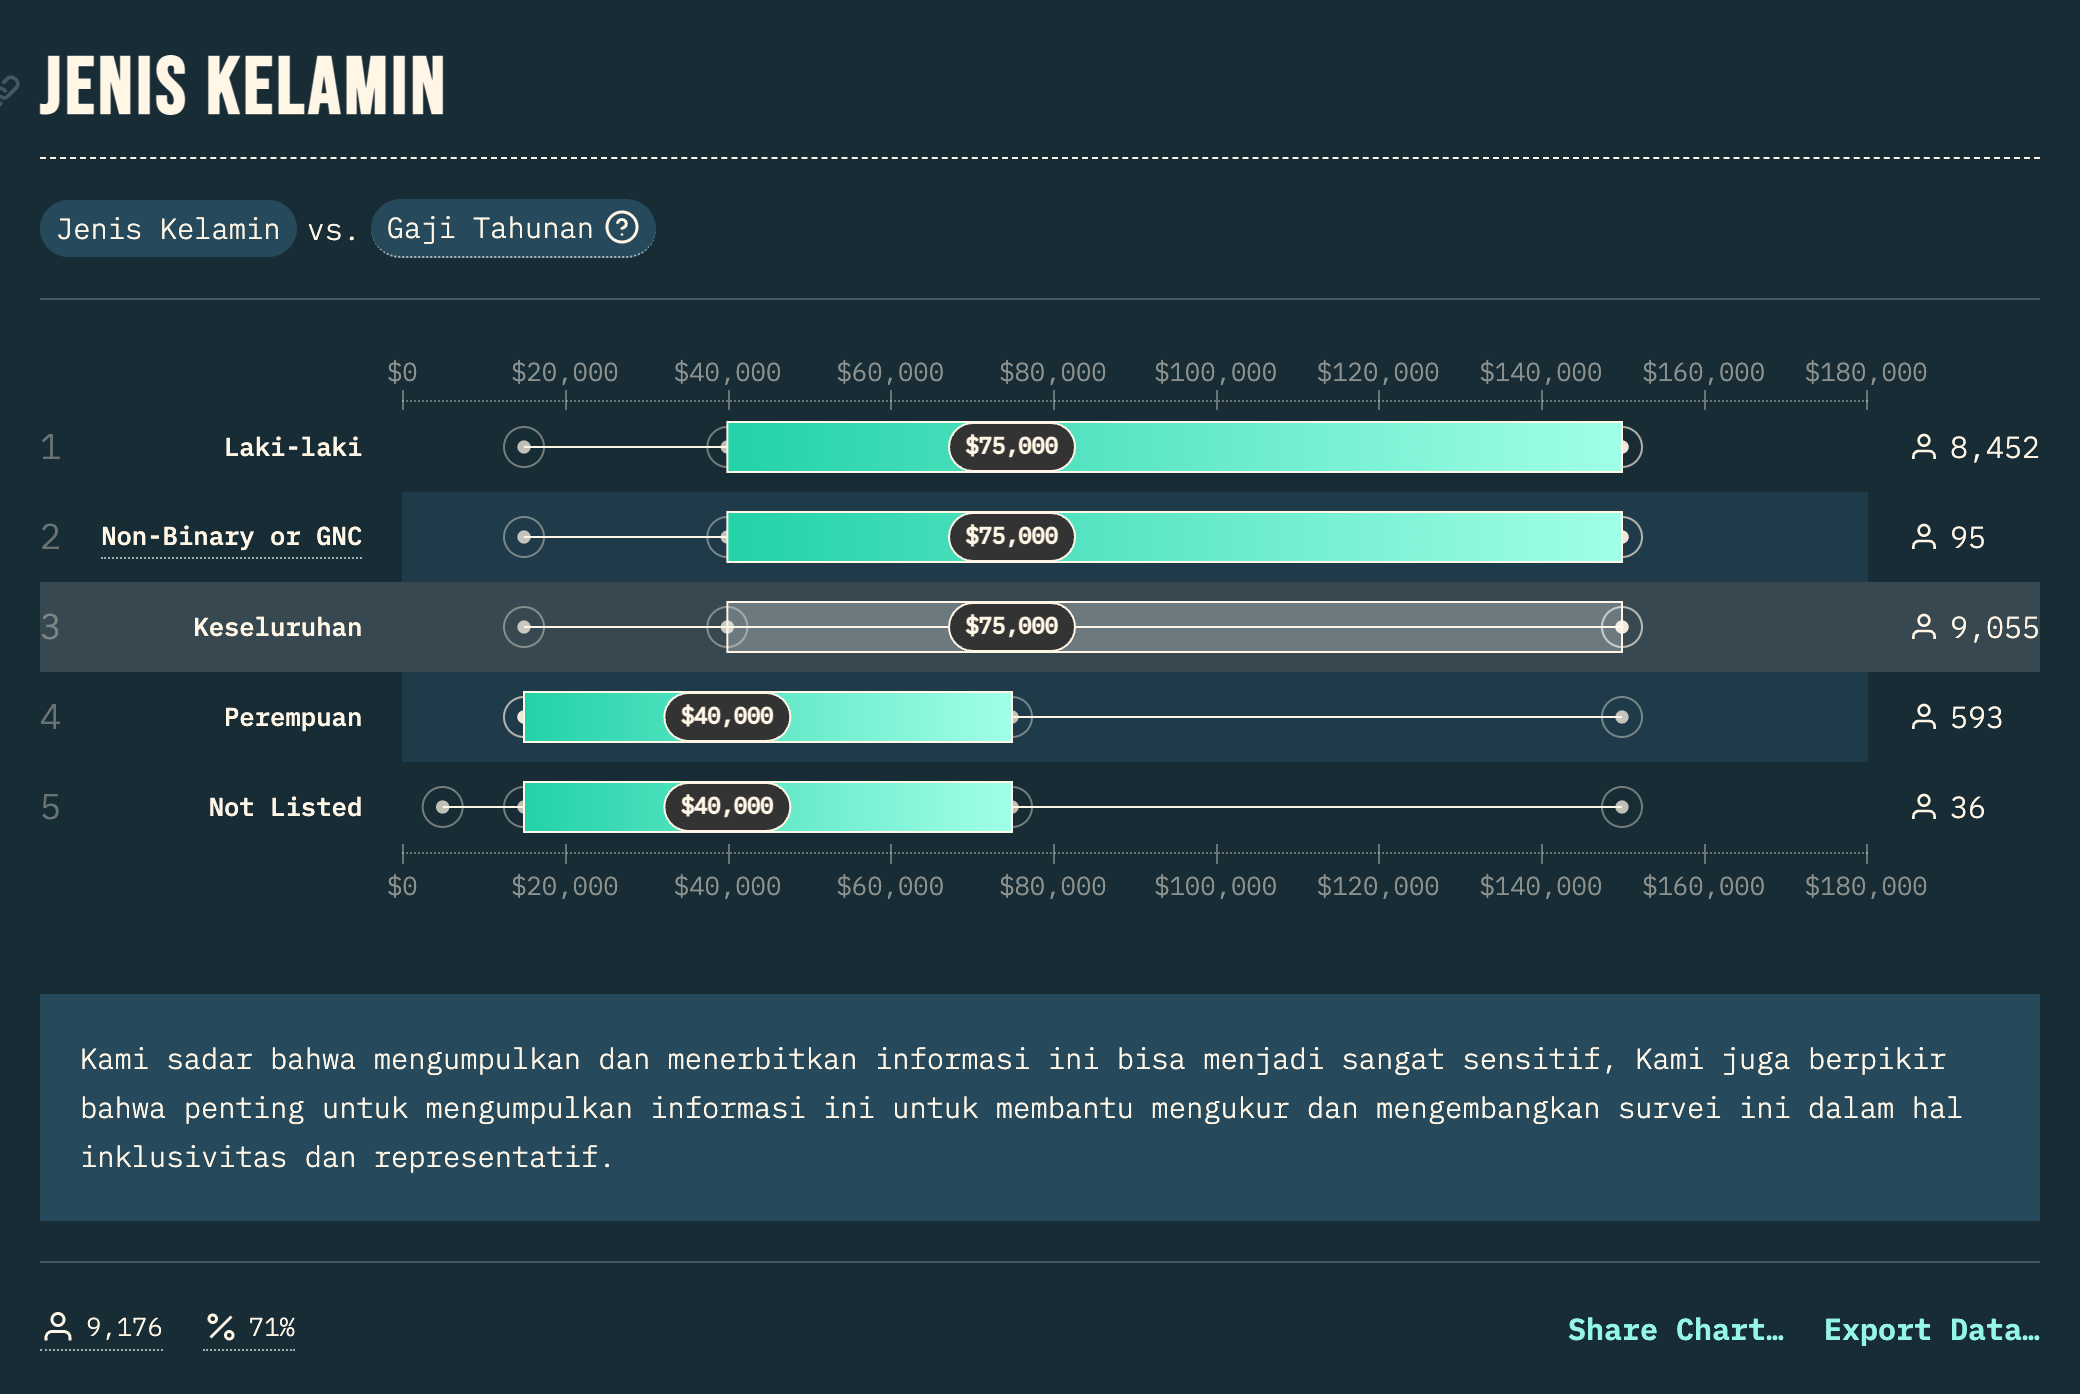 JENIS KELAMIN
Jenis Kelamin vs. Gaji Tahunan
$0 $20,000 $40,000 $60,000 $80,000 $100,000 $120,000 $140,000 $160,000 $180,000
1 Laki-laki $75,000 8,452
2 Non-Binary or GNC $75,000 95
3 Keseluruhan $75,000 9,055
4 Perempuan $40,000 593
5 Not Listed $40,000 36
$0 $20,000 $40,000 $60,000 $80,000 $100,000 $120,000 $140,000 $160,000 $180,000
Kami sadar bahwa mengumpulkan dan menerbitkan informasi ini bisa menjadi sangat sensitif, Kami juga berpikir
bahwa penting untuk mengumpulkan informasi ini untuk membantu mengukur dan mengembangkan survei ini dalam hal
inklusivitas dan representatif.
9,176 71% Share Chart… Export Data…